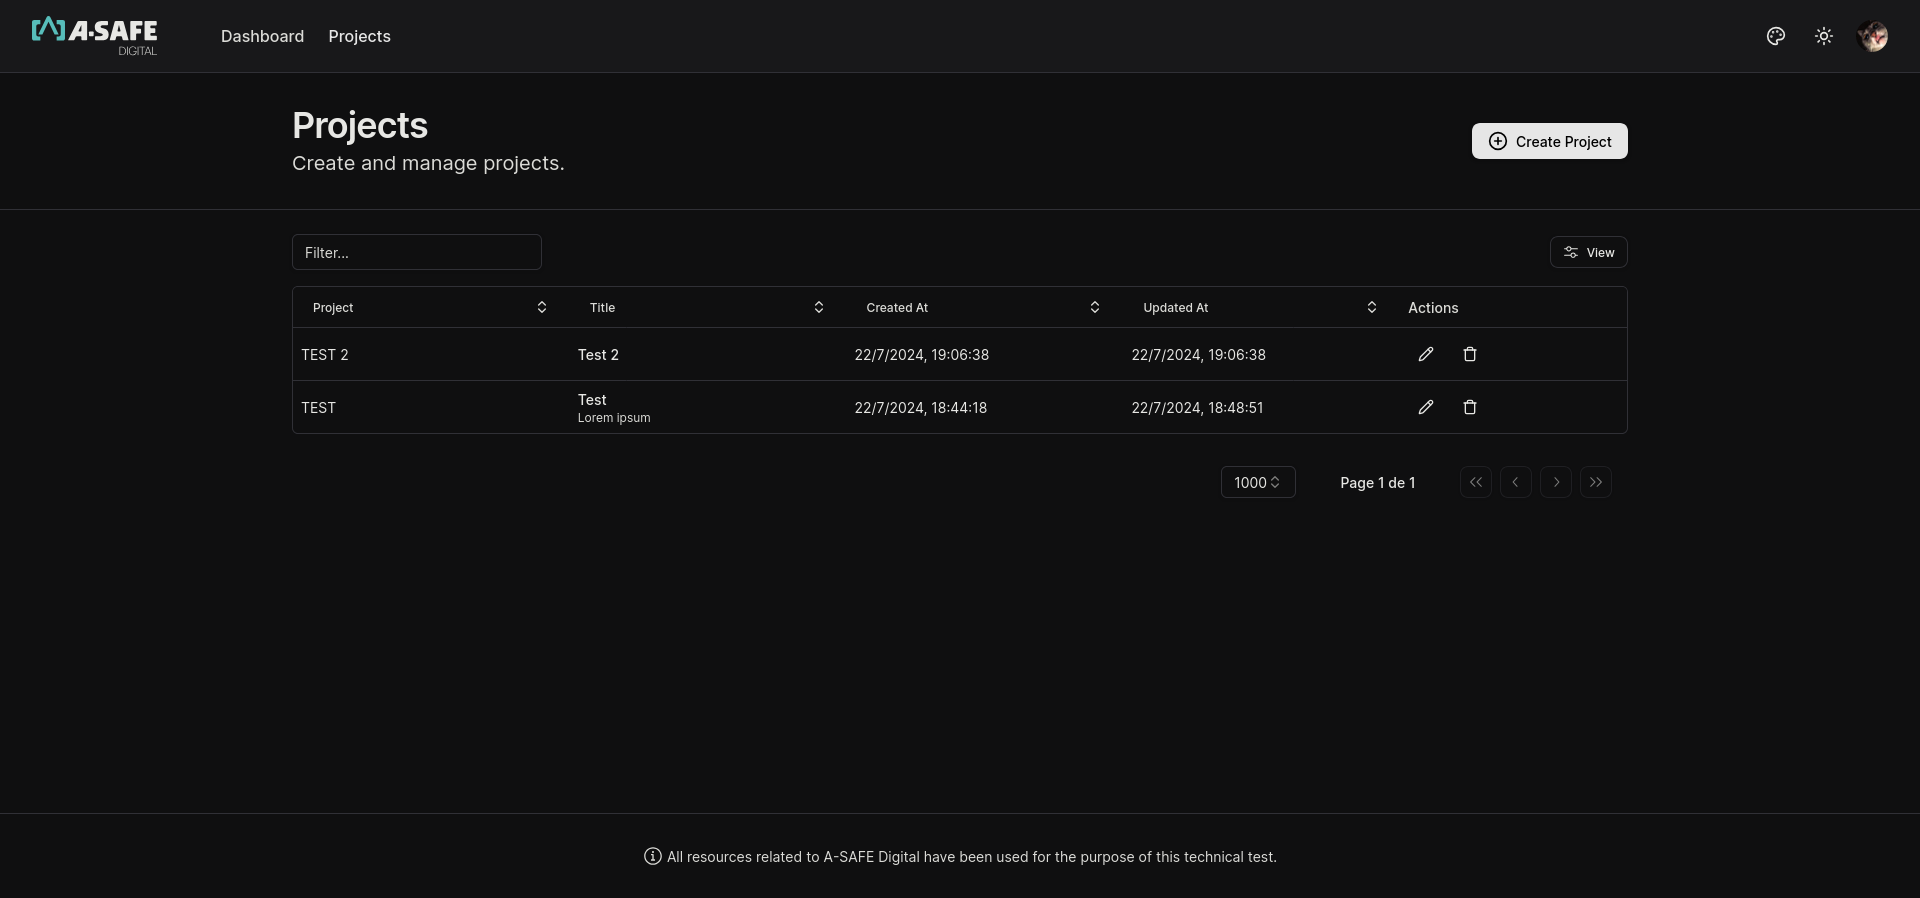 A-SAFE
DIGITAL
Dashboard Projects
Projects
Create and manage projects.
Create Project
Filter...
View
Project Title Created At Updated At Actions
TEST 2 Test 2 22/7/2024, 19:06:38 22/7/2024, 19:06:38
TEST Test 22/7/2024, 18:44:18 22/7/2024, 18:48:51
Lorem ipsum
1000 Page 1 de 1
All resources related to A-SAFE Digital have been used for the purpose of this technical test.